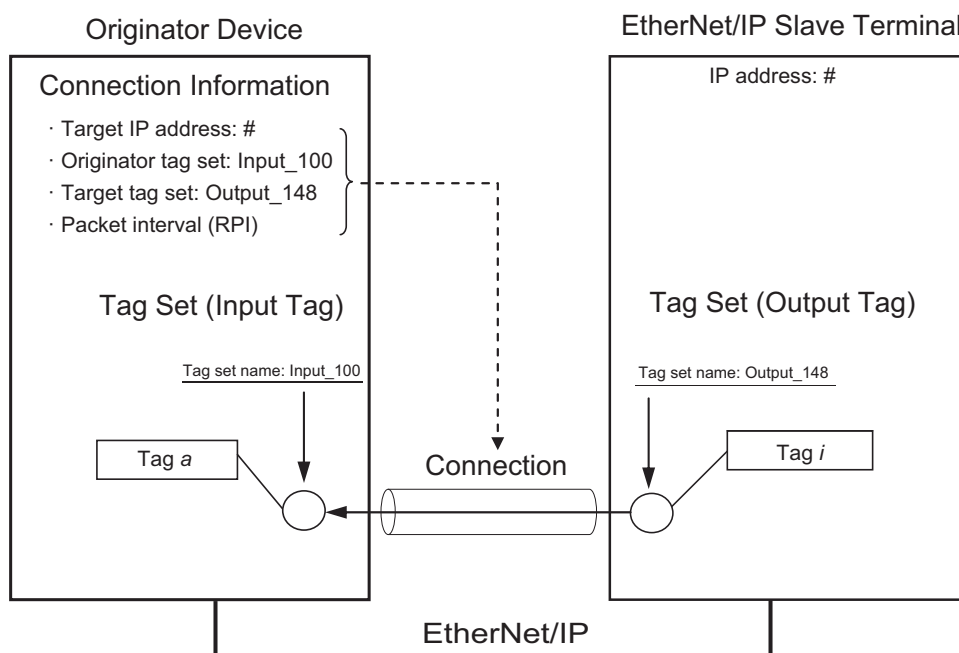 Originator Device
EtherNet/IP Slave Terminal
Connection Information
· Target IP address: #
· Originator tag set: Input_100
· Target tag set: Output_148
· Packet interval (RPI)
IP address: #
Tag Set (Input Tag)
Tag Set (Output Tag)
Tag set name: Input_100
Tag set name: Output_148
Tag a
Connection
Tag i
EtherNet/IP